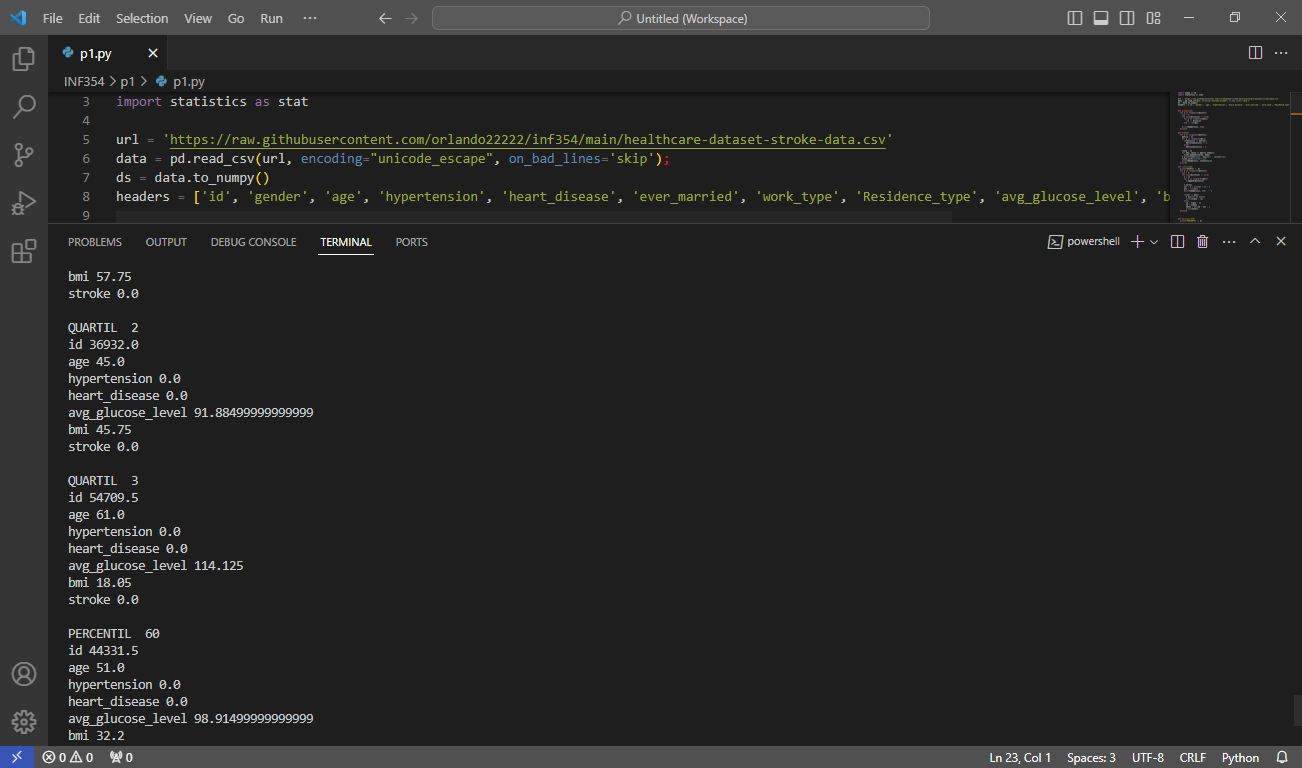 File Edit Selection View Go Run ··· Untitled (Workspace)
p1.py
INF354 > p1 > p1.py
3 import statistics as stat
4
5 url = 'https://raw.githubusercontent.com/orlando22222/inf354/main/healthcare-dataset-stroke-data.csv'
6 data = pd.read_csv(url, encoding="unicode_escape", on_bad_lines='skip');
7 ds = data.to_numpy()
8 headers = ['id', 'gender', 'age', 'hypertension', 'heart_disease', 'ever_married', 'work_type', 'Residence_type', 'avg_glucose_level', 'b
9
PROBLEMS OUTPUT DEBUG CONSOLE TERMINAL PORTS powershell
bmi 57.75
stroke 0.0
QUARTIL  2
id 36932.0
age 45.0
hypertension 0.0
heart_disease 0.0
avg_glucose_level 91.88499999999999
bmi 45.75
stroke 0.0
QUARTIL  3
id 54709.5
age 61.0
hypertension 0.0
heart_disease 0.0
avg_glucose_level 114.125
bmi 18.05
stroke 0.0
PERCENTIL  60
id 44331.5
age 51.0
hypertension 0.0
heart_disease 0.0
avg_glucose_level 98.91499999999999
bmi 32.2
0 0 0 Ln 23, Col 1 Spaces: 3 UTF-8 CRLF Python